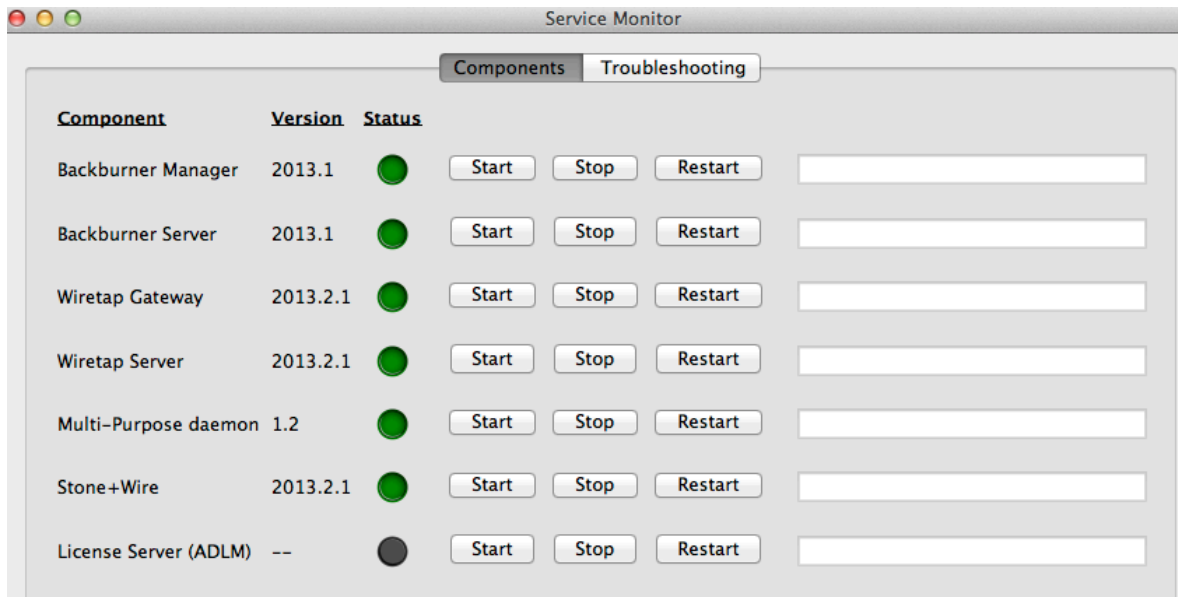 Service Monitor
Components Troubleshooting
Component Version Status
Backburner Manager 2013.1 Start Stop Restart
Backburner Server 2013.1 Start Stop Restart
Wiretap Gateway 2013.2.1 Start Stop Restart
Wiretap Server 2013.2.1 Start Stop Restart
Multi-Purpose daemon 1.2 Start Stop Restart
Stone+Wire 2013.2.1 Start Stop Restart
License Server (ADLM) -- Start Stop Restart